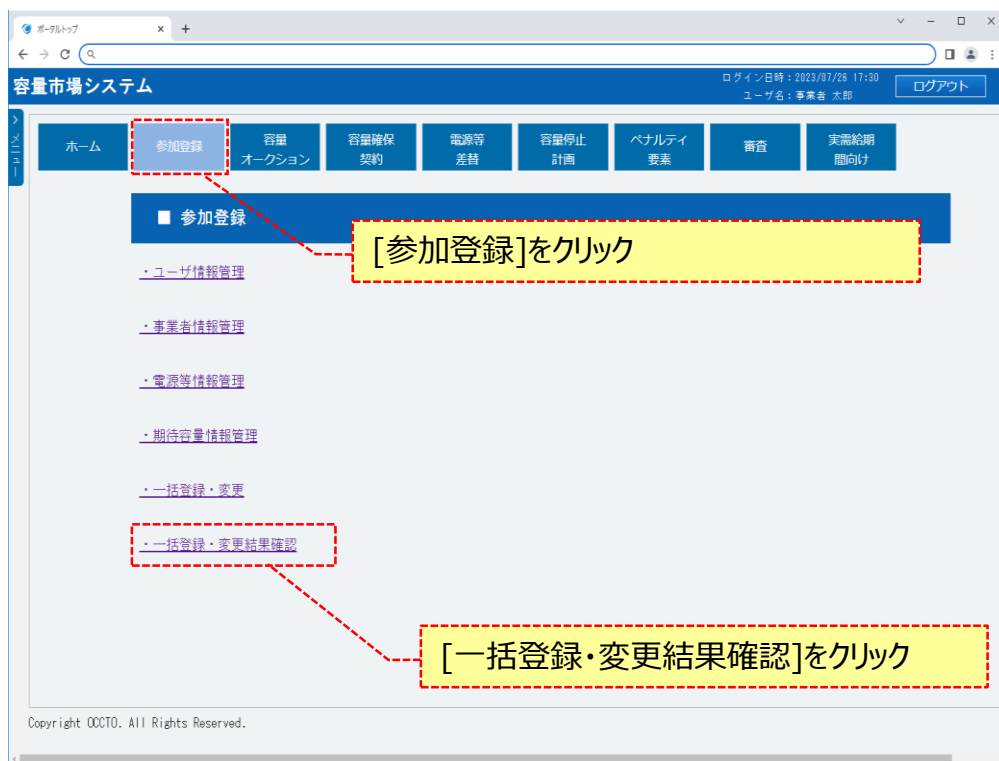 ポータルトップ
容量市場システム
ログイン日時：2023/07/26 17:30
ユーザ名：事業者 太郎
ログアウト
メニュー
ホーム
参加登録
容量
オークション
容量確保
契約
電源等
差替
容量停止
計画
ペナルティ
要素
審査
実需給期
間向け
■ 参加登録
[参加登録]をクリック
・ユーザ情報管理
・事業者情報管理
・電源等情報管理
・期待容量情報管理
・一括登録・変更
・一括登録・変更結果確認
[一括登録・変更結果確認]をクリック
Copyright OCCTO. All Rights Reserved.